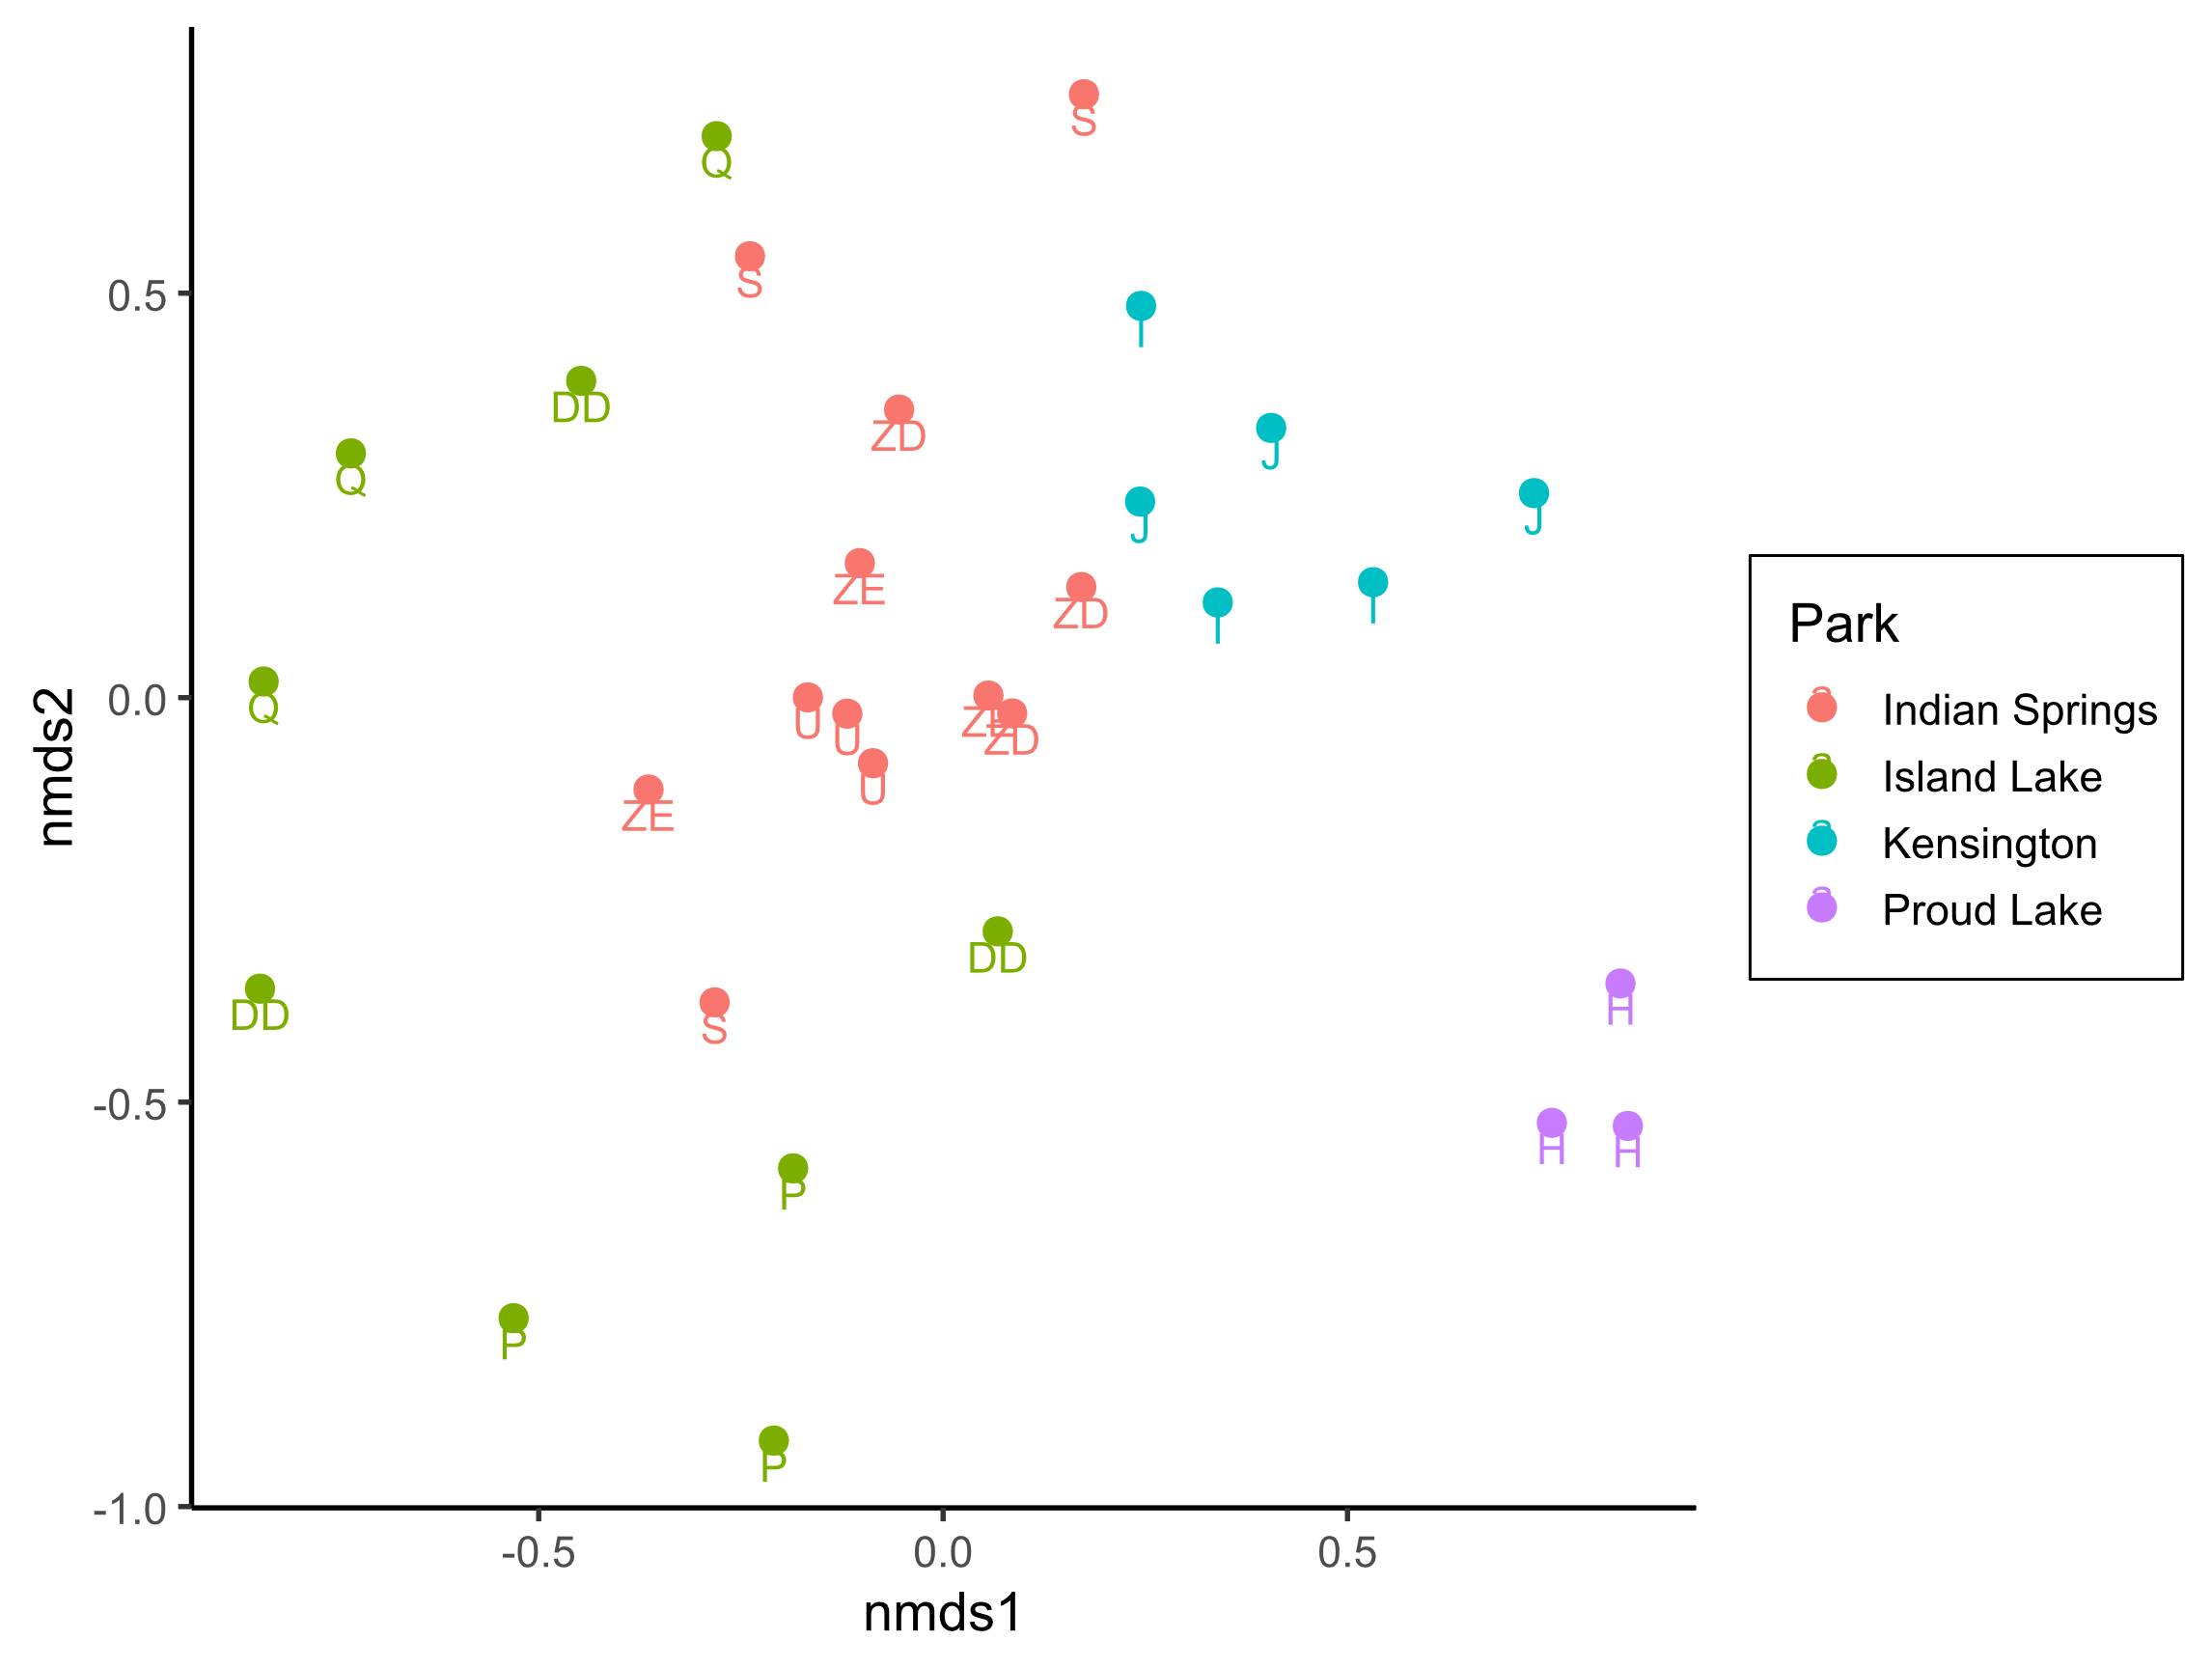 S
Q
S
0.5
I
DD
ZD
J
Q
J
J
ZE
ZD
I
I
Park
Indian Springs
Island Lake
Kensington
Proud Lake
nmds2
0.0
Q
U
U
ZE
ZD
U
ZE
DD
DD
S
H
-0.5
H
H
P
P
P
-1.0
-0.5
0.0
0.5
nmds1